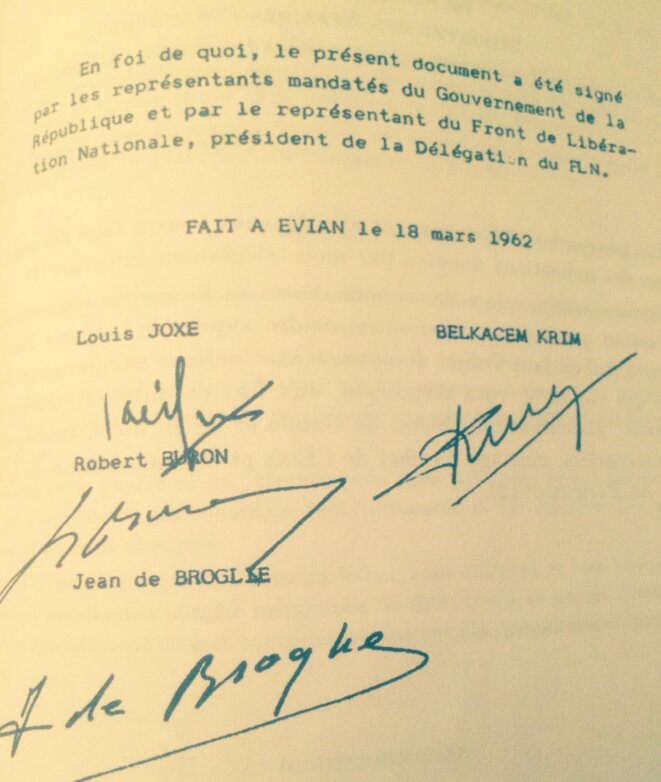 En foi de quoi, le présent document a été signé
par les représentants mandatés du Gouvernement de la
République et par le représentant du Front de Libéra-
tion Nationale, président de la Délégation du FLN.
FAIT A EVIAN le 18 mars 1962
Louis JOXE
BELKACEM KRIM
Robert BURON
Jean de BROGLIE
J de Broglie